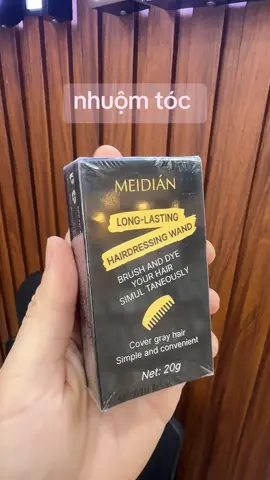 nhuộm tóc
MEIDIÁN
LONG-LASTING
HAIRDRESSING WAND
BRUSH AND DYE
YOUR HAIR
SIMUL TANEOUSLY
Cover gray hair
Simple and convenient
Net: 20g